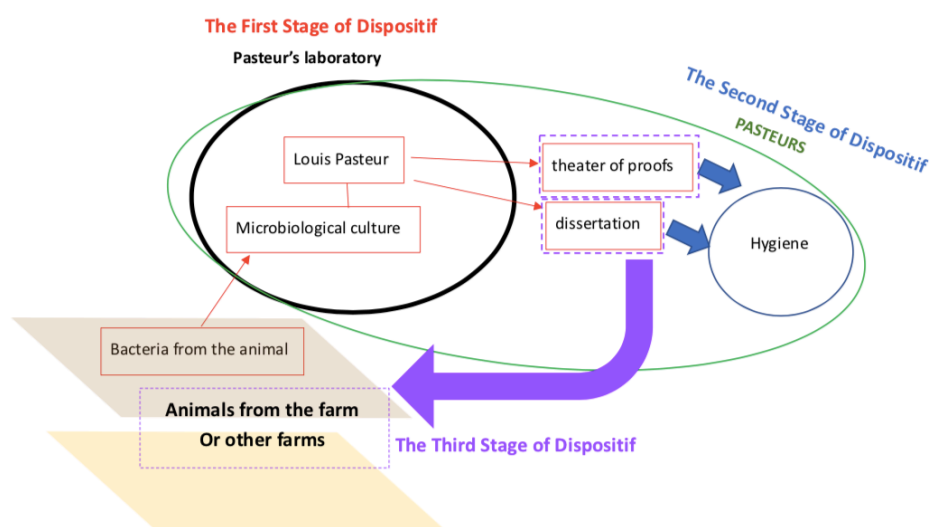 The First Stage of Dispositif
Pasteur's laboratory
The Second Stage of Dispositif
PASTEURS
Louis Pasteur
theater of proofs
Microbiological culture
dissertation
Hygiene
Bacteria from the animal
Animals from the farm
Or other farms
The Third Stage of Dispositif